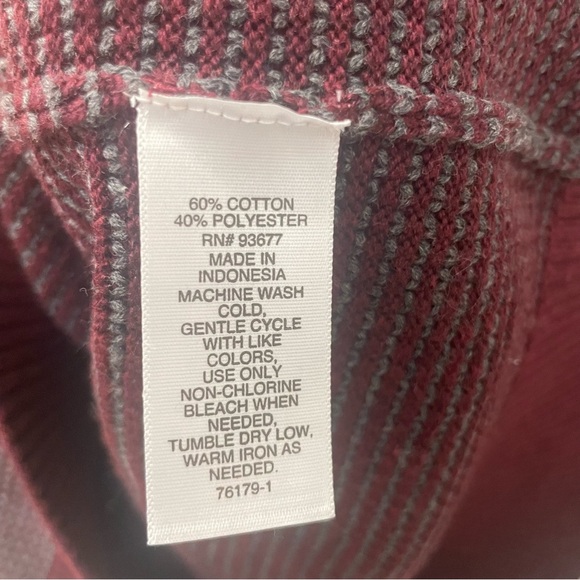 60% COTTON
40% POLYESTER
RN# 93677
MADE IN
INDONESIA
MACHINE WASH
COLD,
GENTLE CYCLE
WITH LIKE
COLORS,
USE ONLY
NON-CHLORINE
BLEACH WHEN
NEEDED,
TUMBLE DRY LOW,
WARM IRON AS
NEEDED.
76179-1